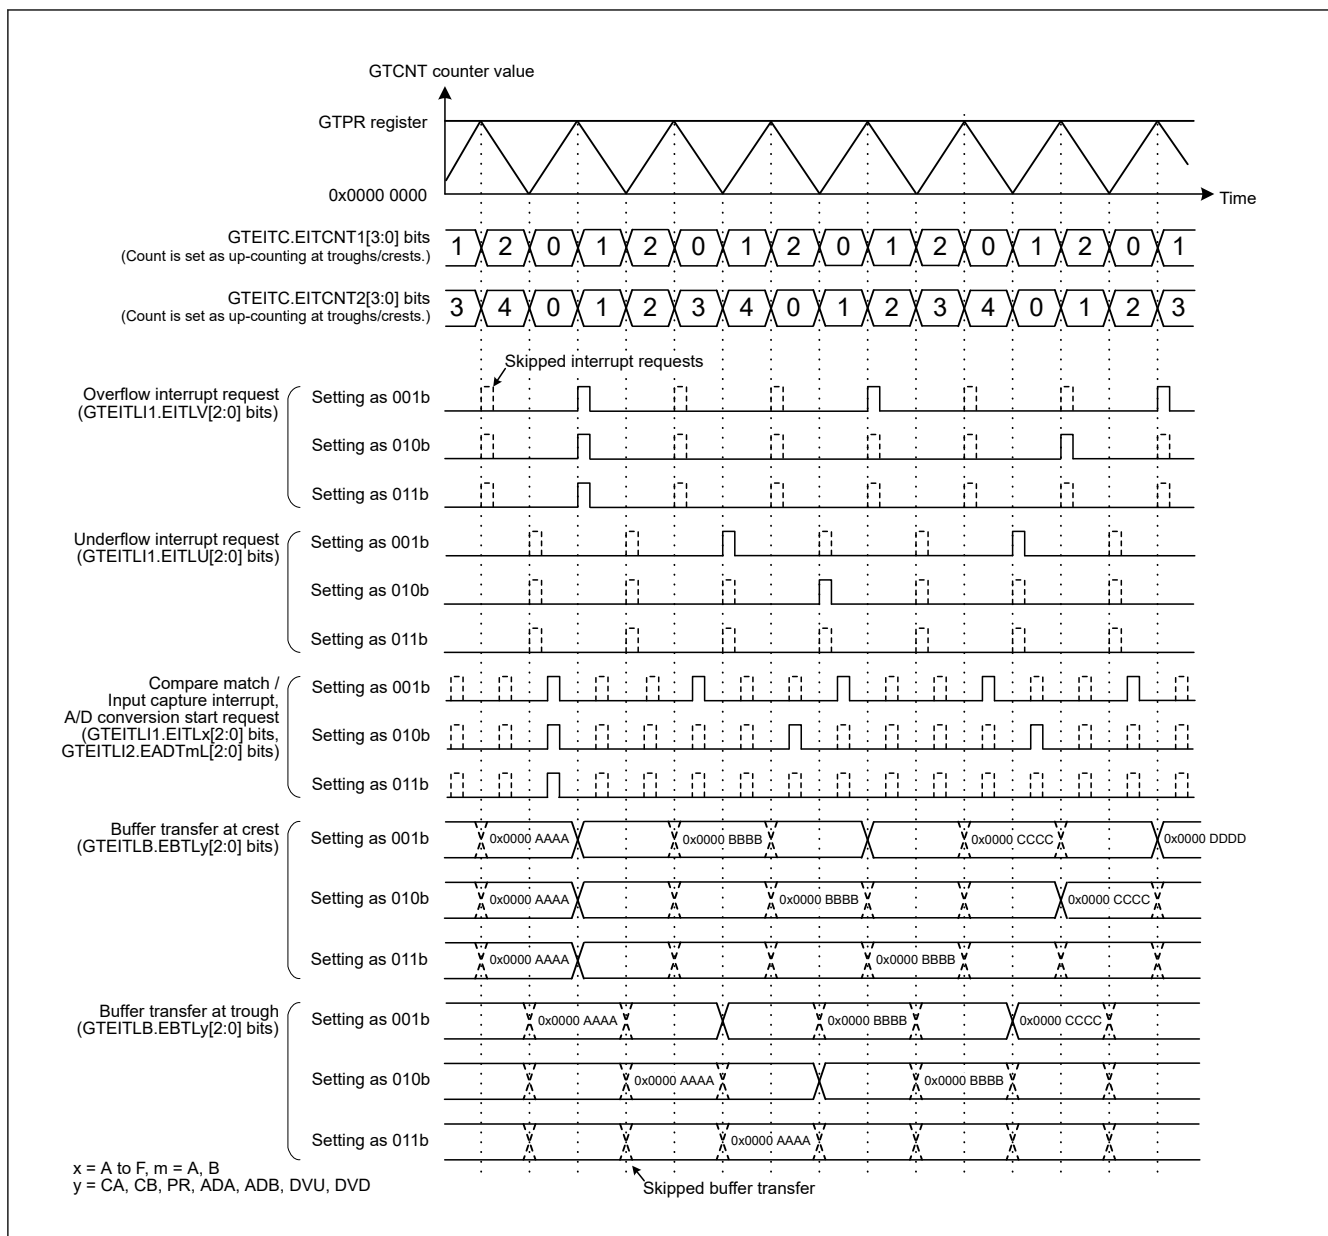 GTCNT counter value
GTPR register
0x0000 0000
Time
GTEITC.EITCNT1[3:0] bits
(Count is set as up-counting at troughs/crests.)
1 2 0 1 2 0 1 2 0 1 2 0 1 2 0 1
GTEITC.EITCNT2[3:0] bits
(Count is set as up-counting at troughs/crests.)
3 4 0 1 2 3 4 0 1 2 3 4 0 1 2 3
Skipped interrupt requests
Overflow interrupt request
(GTEITLI1.EITLV[2:0] bits)
Setting as 001b
Setting as 010b
Setting as 011b
Underflow interrupt request
(GTEITLI1.EITLU[2:0] bits)
Setting as 001b
Setting as 010b
Setting as 011b
Compare match /
Input capture interrupt,
A/D conversion start request
(GTEITLI1.EITLx[2:0] bits,
GTEITLI2.EADTmL[2:0] bits)
Setting as 001b
Setting as 010b
Setting as 011b
Buffer transfer at crest
(GTEITLB.EBTLy[2:0] bits)
Setting as 001b
0x0000 AAAA 0x0000 BBBB 0x0000 CCCC 0x0000 DDDD
Setting as 010b
0x0000 AAAA 0x0000 BBBB 0x0000 CCCC
Setting as 011b
0x0000 AAAA 0x0000 BBBB
Buffer transfer at trough
(GTEITLB.EBTLy[2:0] bits)
Setting as 001b
0x0000 AAAA 0x0000 BBBB 0x0000 CCCC
Setting as 010b
0x0000 AAAA 0x0000 BBBB
Setting as 011b
0x0000 AAAA
Skipped buffer transfer
x = A to F, m = A, B
y = CA, CB, PR, ADA, ADB, DVU, DVD